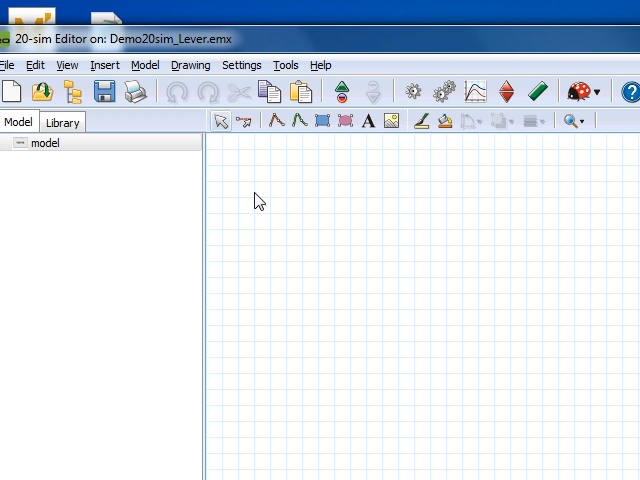 20-sim Editor on: Demo20sim_Lever.emx
File Edit View Insert Model Drawing Settings Tools Help
Model Library
model
A